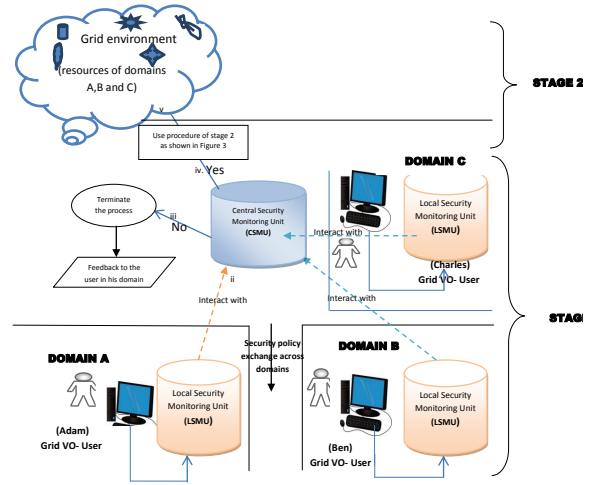 Grid environment
(resources of domains
A,B and C)
STAGE 2
v
Use procedure of stage 2
as shown in Figure 3
iv. Yes
DOMAIN C
Terminate
the process
iii
No
Central Security
Monitoring Unit
(CSMU)
Local Security
Monitoring Unit
(LSMU)
Interact with
(Charles)
Grid VO- User
Feedback to the
user in his domain
ii
Interact with
Interact with
STAG
Security policy
exchange across
domains
DOMAIN A
DOMAIN B
Local Security
Monitoring Unit
(LSMU)
Local Security
Monitoring Unit
(LSMU)
(Adam)
Grid VO- User
(Ben)
Grid VO- User